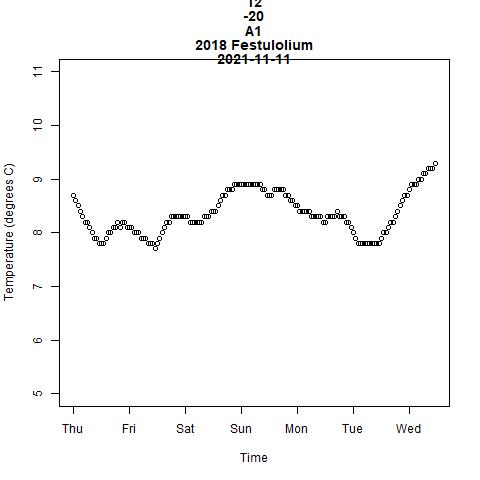 12
-20
A1
2018 Festulolium
2021-11-11
Temperature (degrees C)
11
10
9
8
7
6
5
Thu Fri Sat Sun Mon Tue Wed
Time